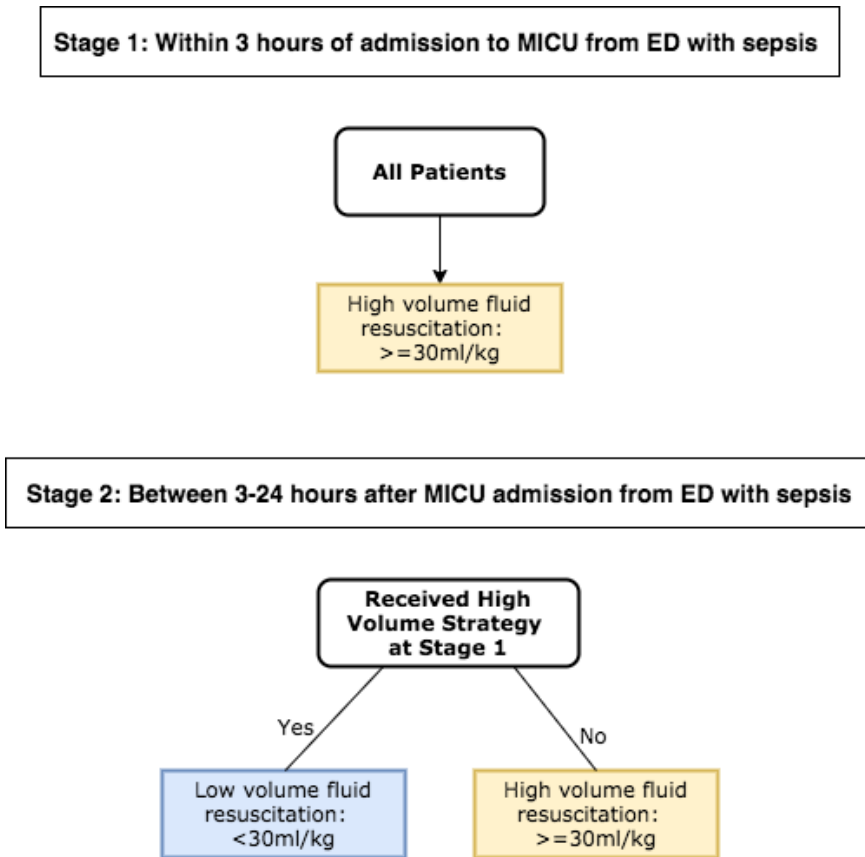 Stage 1: Within 3 hours of admission to MICU from ED with sepsis
All Patients
High volume fluid
resuscitation:
>=30ml/kg
Stage 2: Between 3-24 hours after MICU admission from ED with sepsis
Received High
Volume Strategy
at Stage 1
Yes
No
Low volume fluid
resuscitation:
<30ml/kg
High volume fluid
resuscitation:
>=30ml/kg